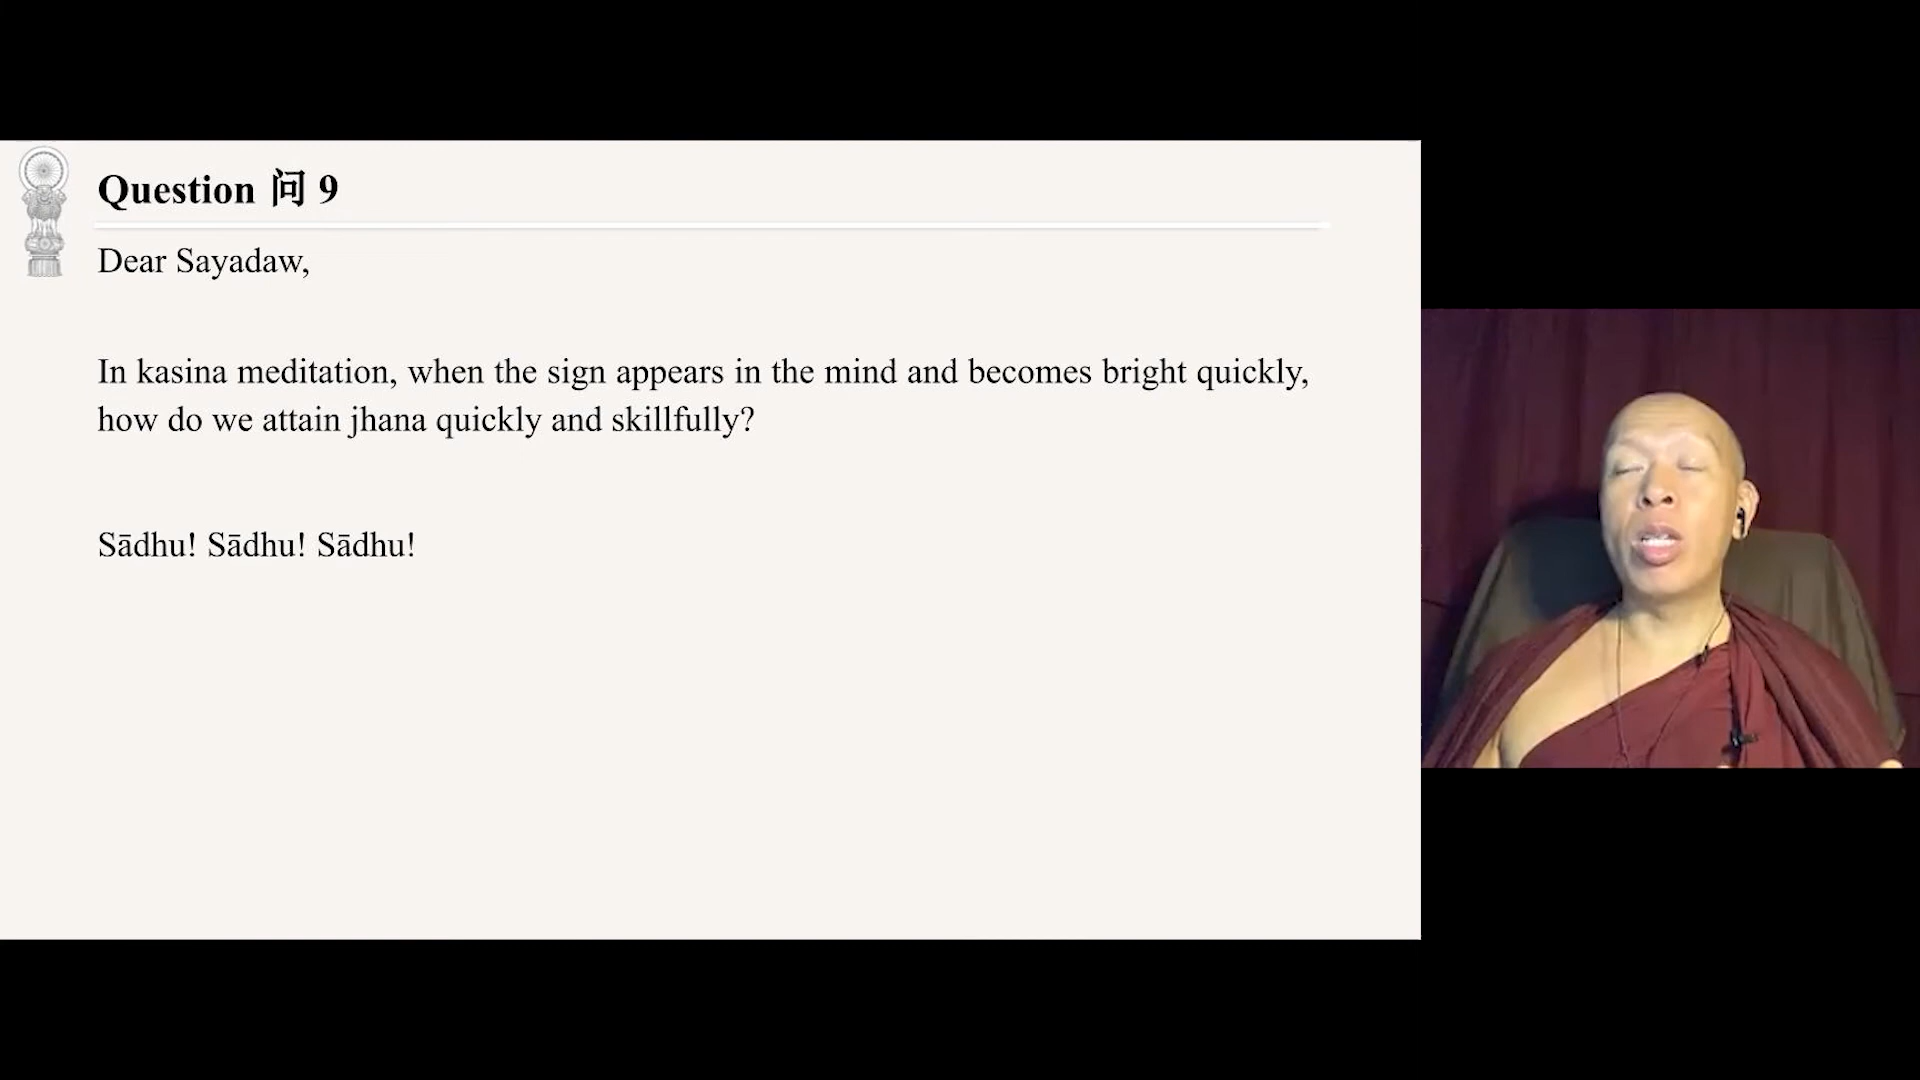 Question 问 9
Dear Sayadaw,
In kasina meditation, when the sign appears in the mind and becomes bright quickly,
how do we attain jhana quickly and skillfully?
Sādhu! Sādhu! Sādhu!